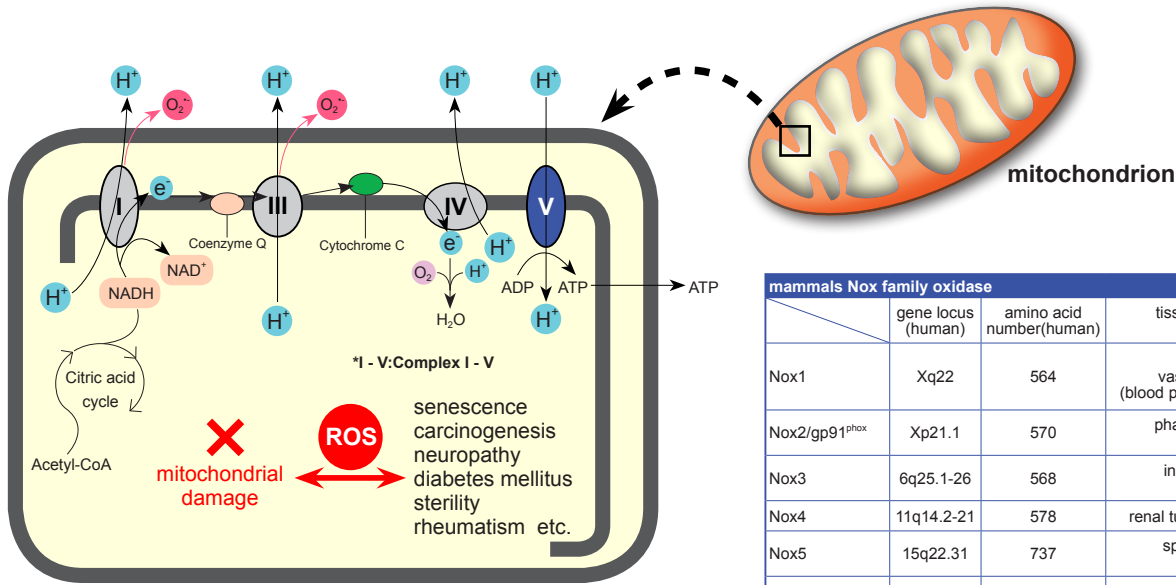 H+
O2•-
H+
O2•-
H+
H+
mitochondrion
I
e-
III
IV
V
Coenzyme Q
Cytochrome C
e-
H+
NAD+
NADH
H+
H+
O2
H+
H2O
ADP
ATP
H+
ATP
*I - V:Complex I - V
Citric acid
cycle
Acetyl-CoA
mitochondrial
damage
ROS
senescence
carcinogenesis
neuropathy
diabetes mellitus
sterility
rheumatism etc.
mammals Nox family oxidase
gene locus
(human)
amino acid
number(human)
Nox1
Xq22
564
(blood
Nox2/gp91phox
Xp21.1
570
Nox3
6q25.1-26
568
Nox4
11q14.2-21
578
renal
Nox5
15q22.31
737